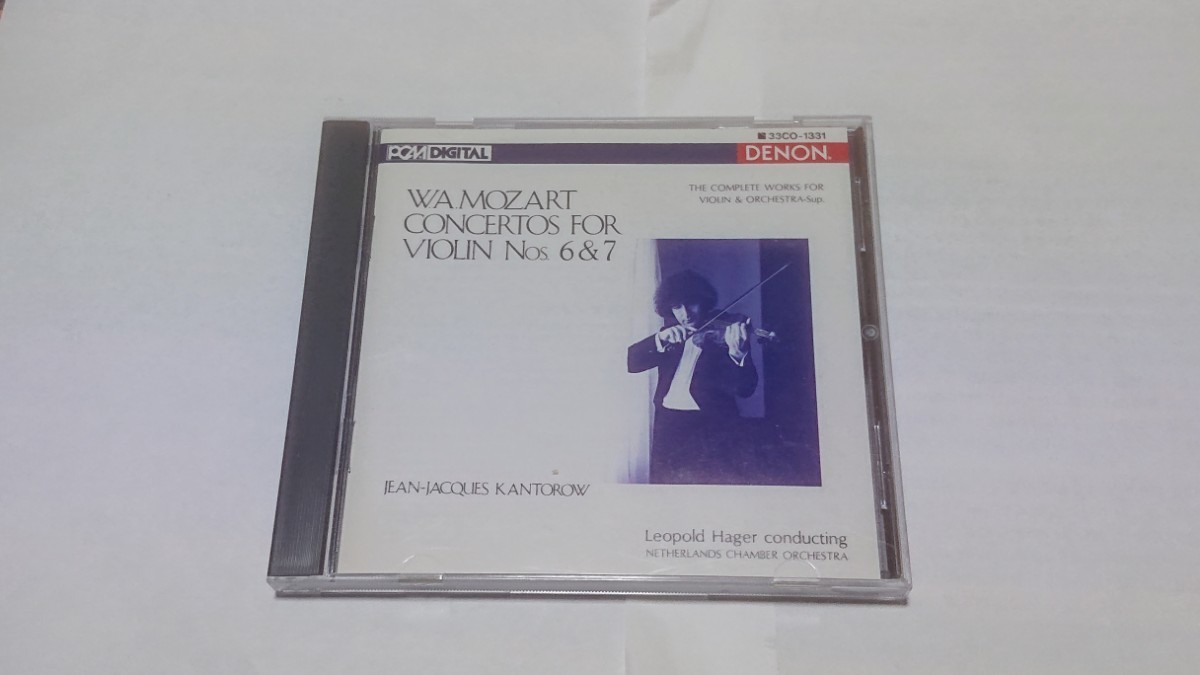 33CO-1331
PCM DIGITAL
DENON.
W.A.MOZART
CONCERTOS FOR
VIOLIN NOS. 6 & 7
THE COMPLETE WORKS FOR
VIOLIN & ORCHESTRA-Sup.
JEAN-JACQUES KANTOROW
Leopold Hager conducting
NETHERLANDS CHAMBER ORCHESTRA